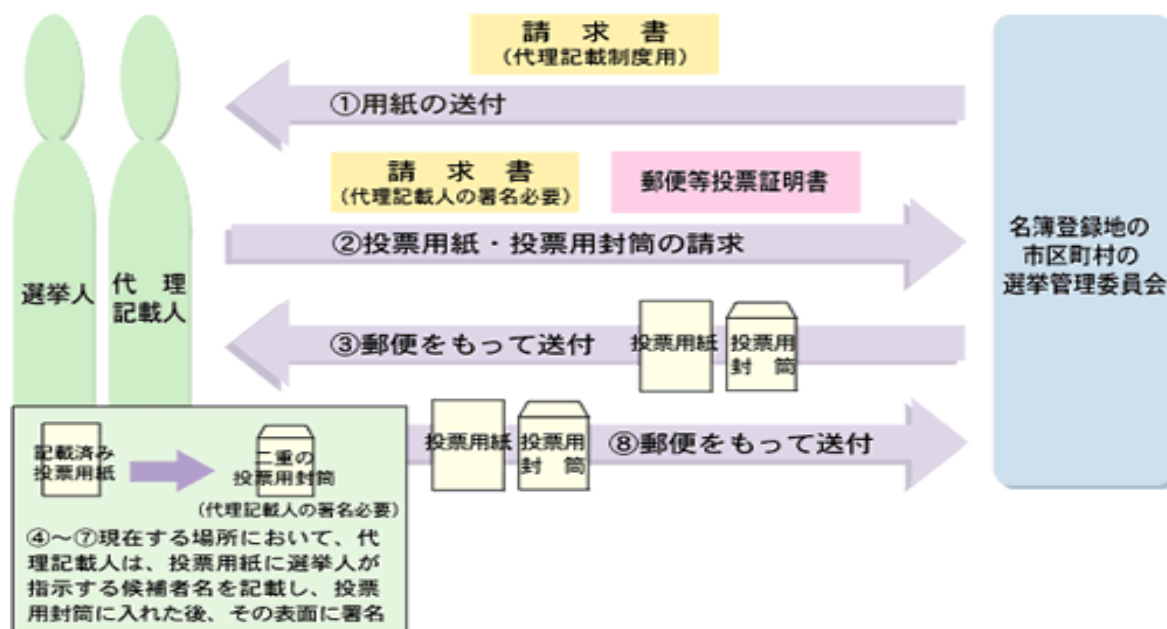 請求書
(代理記載制度用)
①用紙の送付
請求書
(代理記載人の署名必要)
郵便等投票証明書
②投票用紙・投票用封筒の請求
選挙人
代理
記載人
名簿登録地の
市区町村の
選挙管理委員会
③郵便をもって送付
投票用紙
投票用
封筒
投票用紙
投票用
封筒
⑧郵便をもって送付
記載済み
投票用紙
二重の
投票用封筒
(代理記載人の署名必要)
④～⑦現在する場所において、代
理記載人は、投票用紙に選挙人が
指示する候補者名を記載し、投票
用封筒に入れた後、その表面に署名